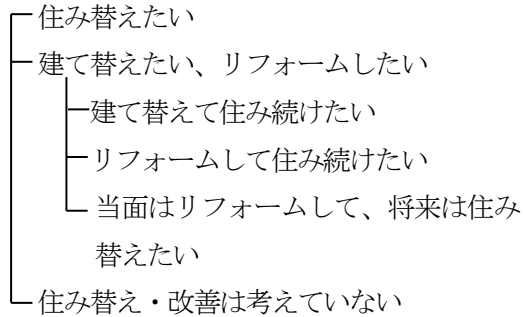 住み替えたい
建て替えたい、リフォームしたい
建て替えて住み続けたい
リフォームして住み続けたい
当面はリフォームして、将来は住み
替えたい
住み替え・改善は考えていない